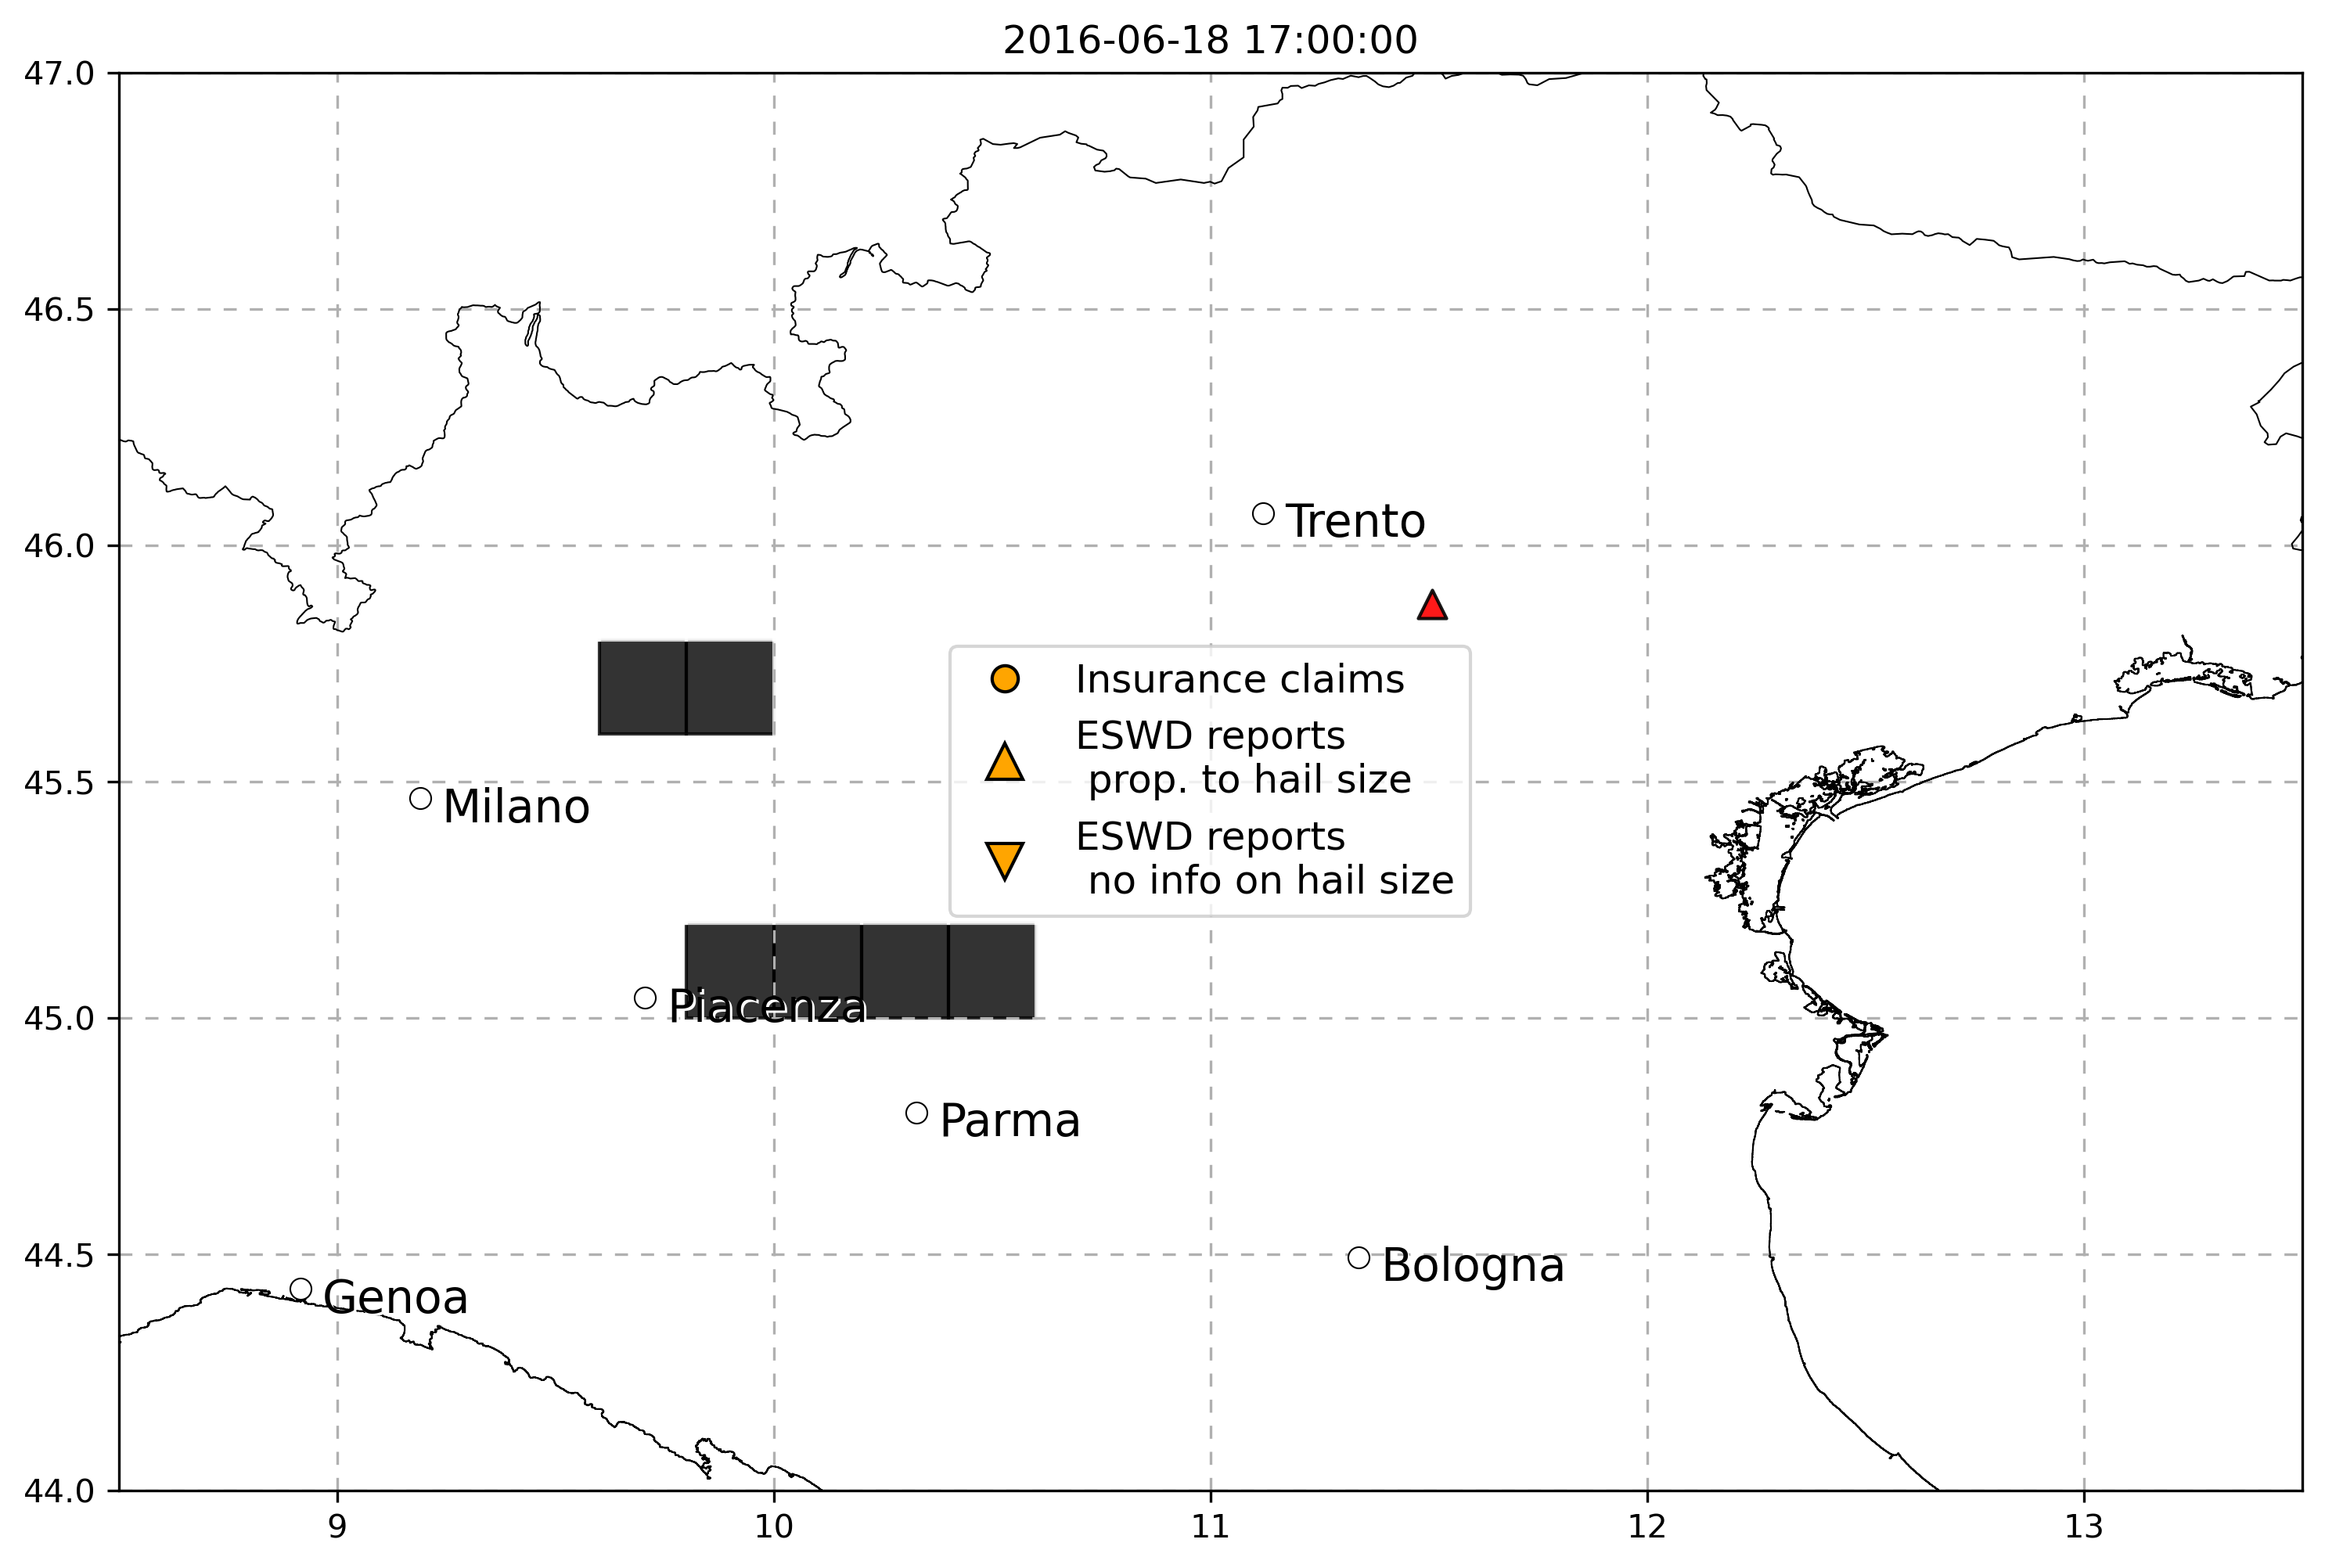 2016-06-18 17:00:00
47.0
46.5
46.0
45.5
45.0
44.5
44.0
Trento
Insurance claims
ESWD reports
prop. to hail size
ESWD reports
no info on hail size
Milano
Piacenza
Parma
Bologna
Genoa
9 10 11 12 13